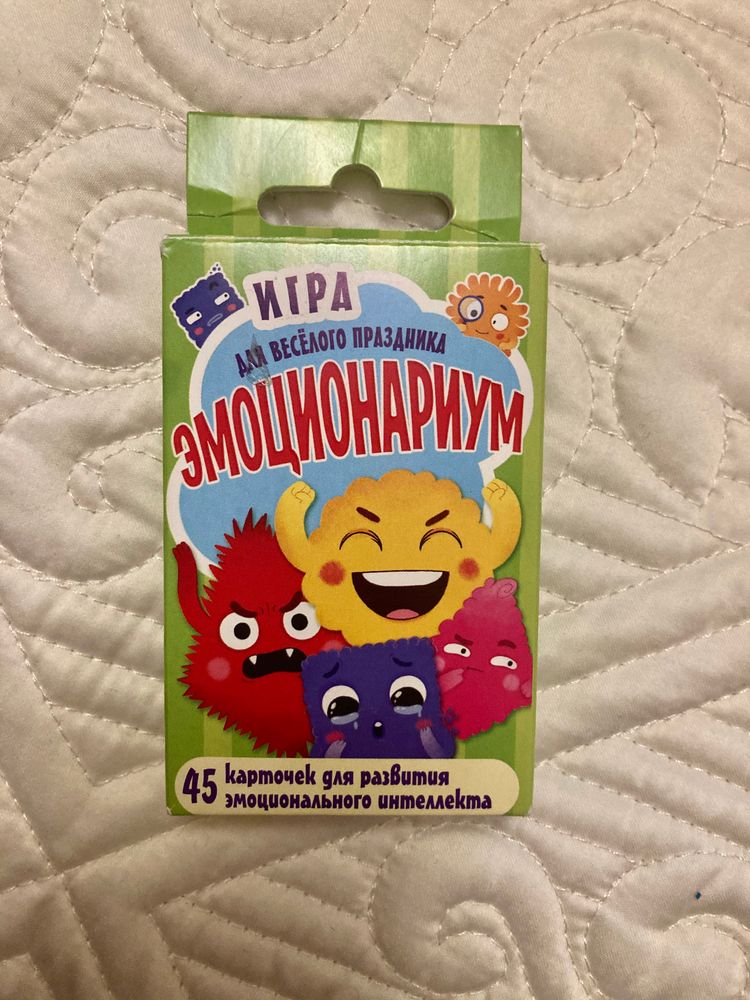 ИГРА
ДЛЯ ВЕСЁЛОГО ПРАЗДНИКА
ЭМОЦИОНАРИУМ
45 карточек для развития
эмоционального интеллекта